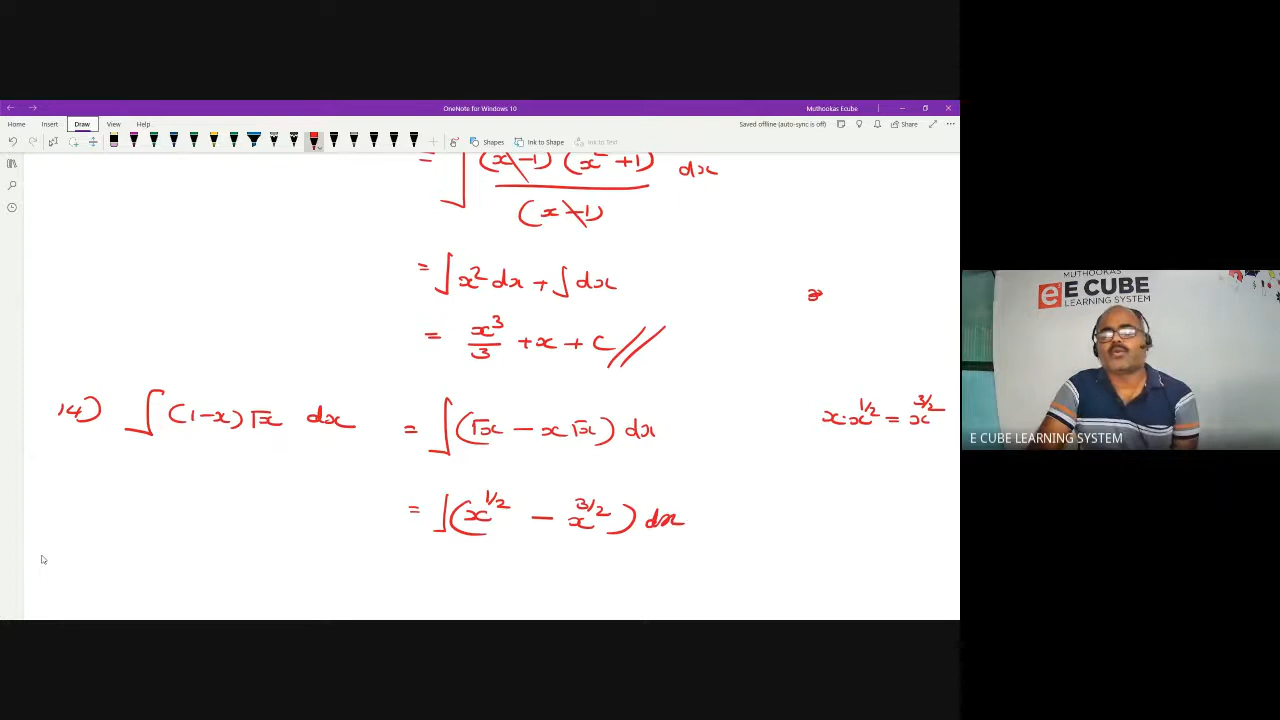 OneNote for Windows 10
Muthookas Ecube
Home Insert Draw View Help
Saved offline (auto-sync is off) Share
Shapes Ink to Shape Ink to Text
= ∫ (x-1) (x² + 1) / (x-1) dx
= ∫ x² dx + ∫ dx
= x³/3 + x + C //
14) ∫ (1-x)√x dx = ∫ (√x - x√x) dx
x·x^1/2 = x^3/2
= ∫ (x^1/2 - x^3/2) dx
MUTHOOKAS
e E CUBE
LEARNING SYSTEM
E CUBE LEARNING SYSTEM